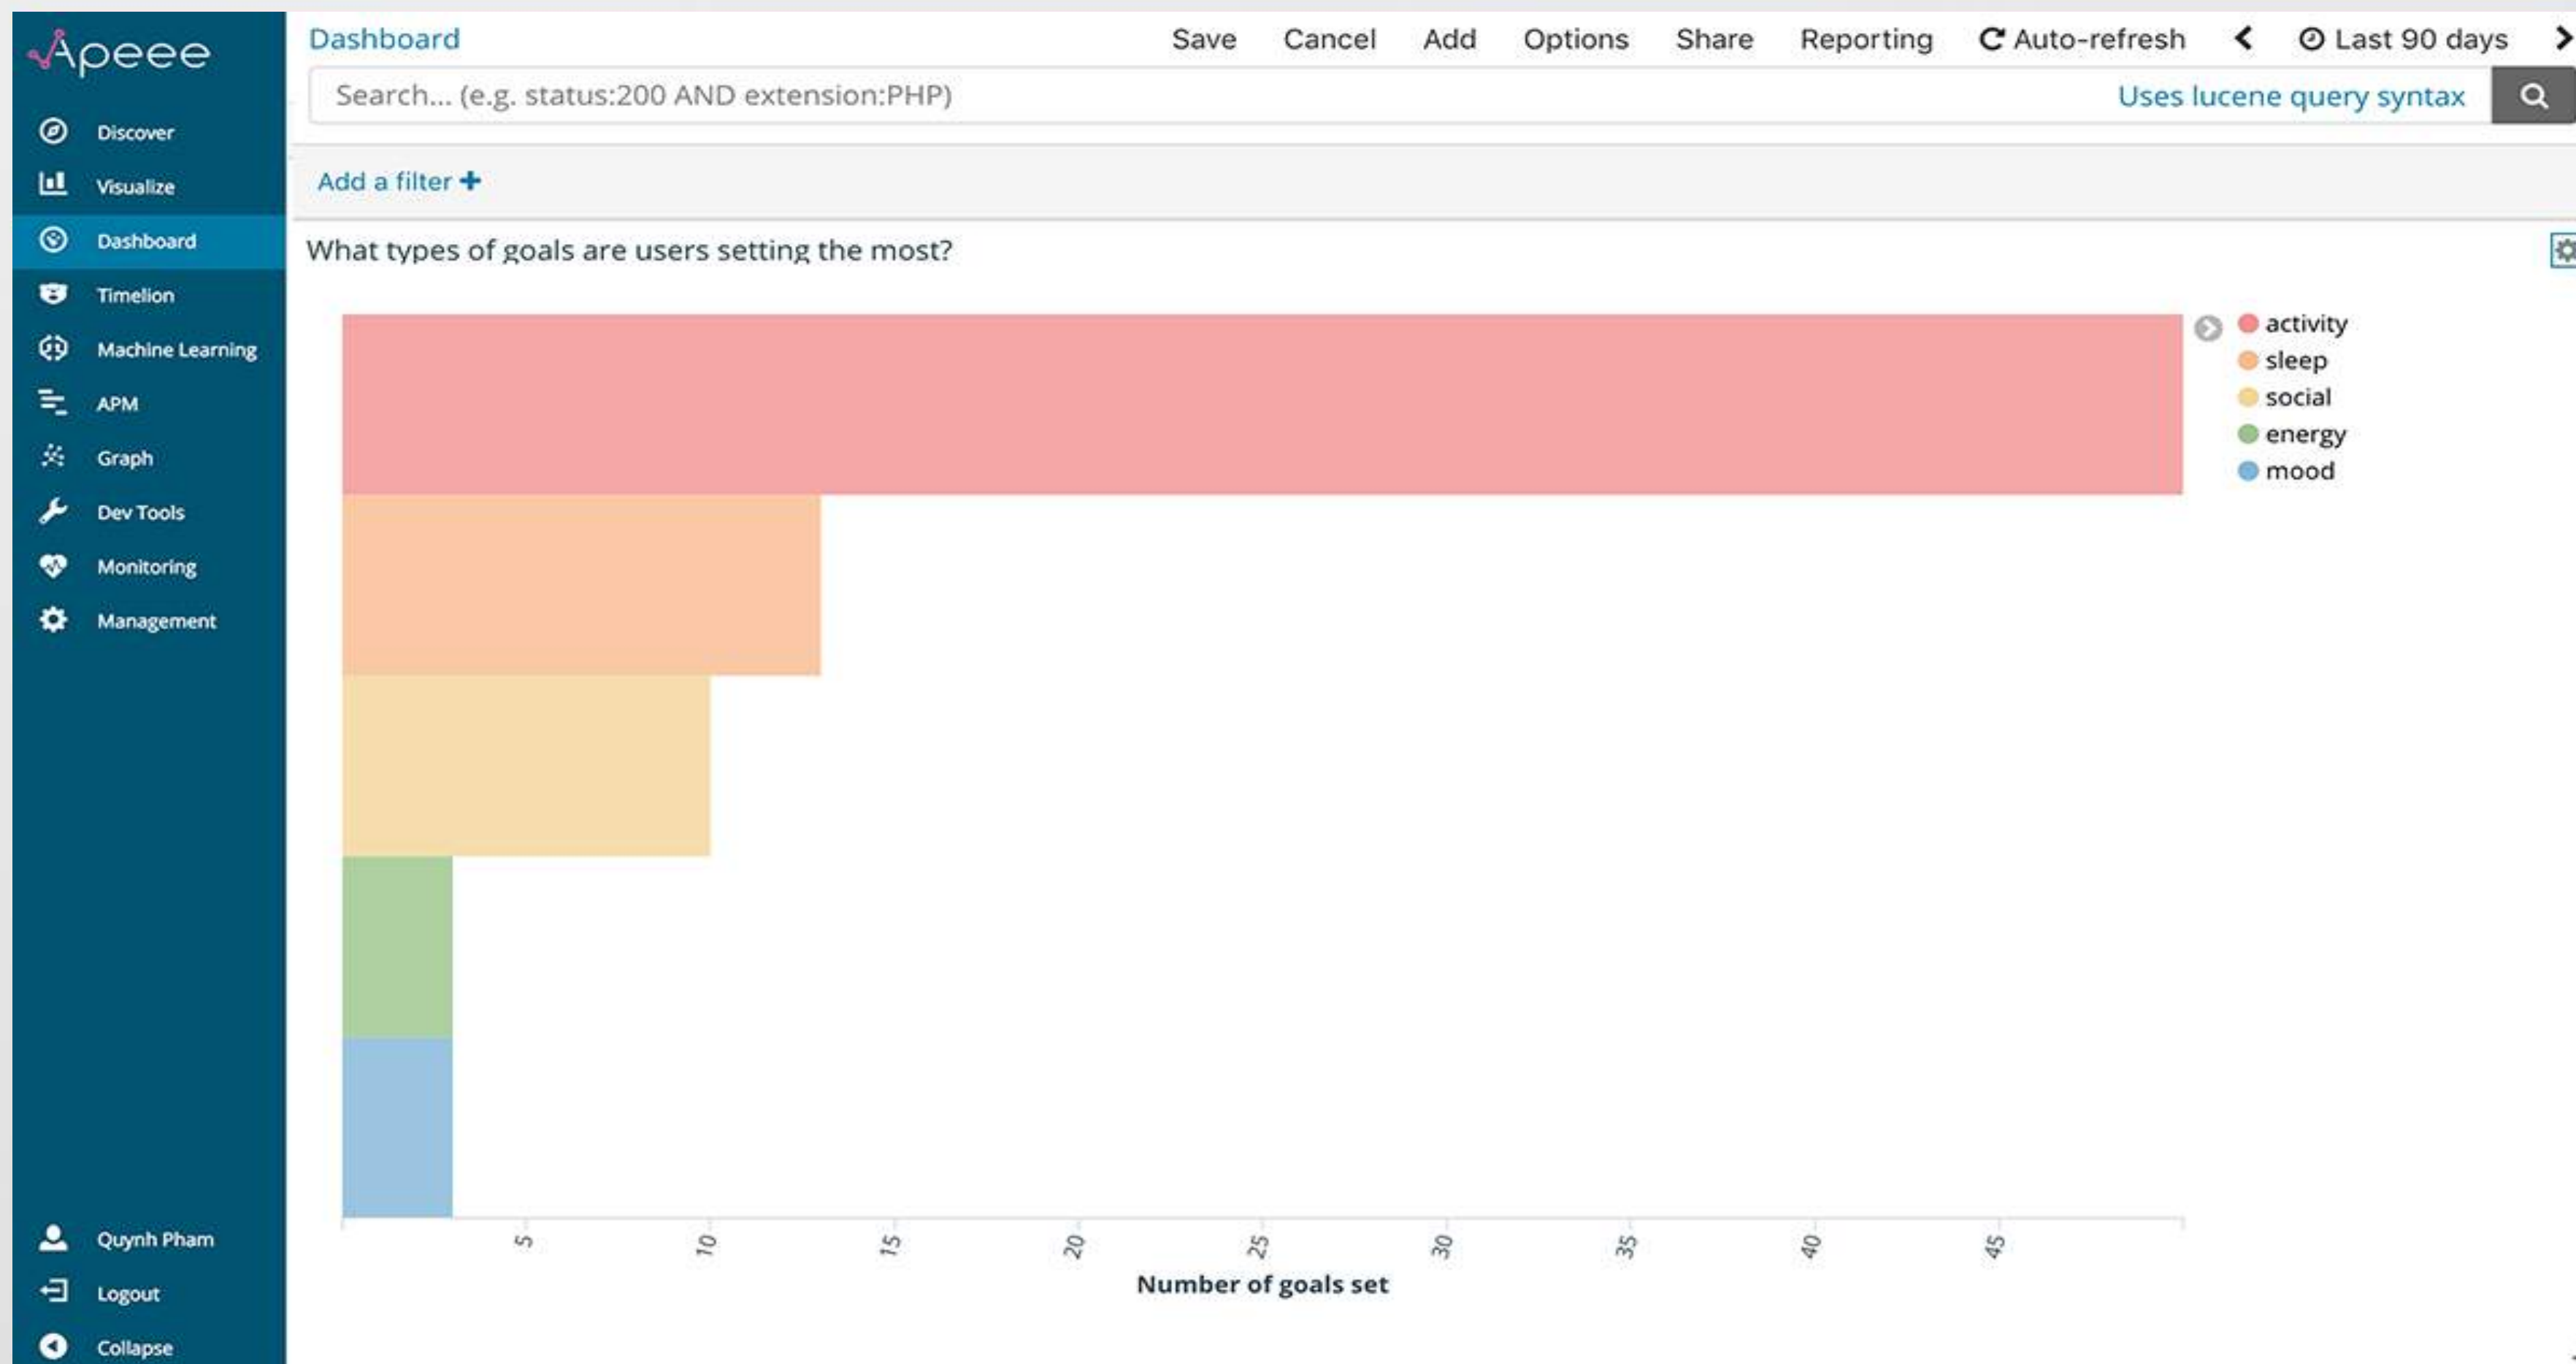 Apeee
Discover
Visualize
Dashboard
Timelion
Machine Learning
APM
Graph
Dev Tools
Monitoring
Management
Quynh Pham
Logout
Collapse
Dashboard Save Cancel Add Options Share Reporting Auto-refresh Last 90 days
Search... (e.g. status:200 AND extension:PHP) Uses lucene query syntax
Add a filter +
What types of goals are users setting the most?
activity
sleep
social
energy
mood
5 10 15 20 25 30 35 40 45
Number of goals set